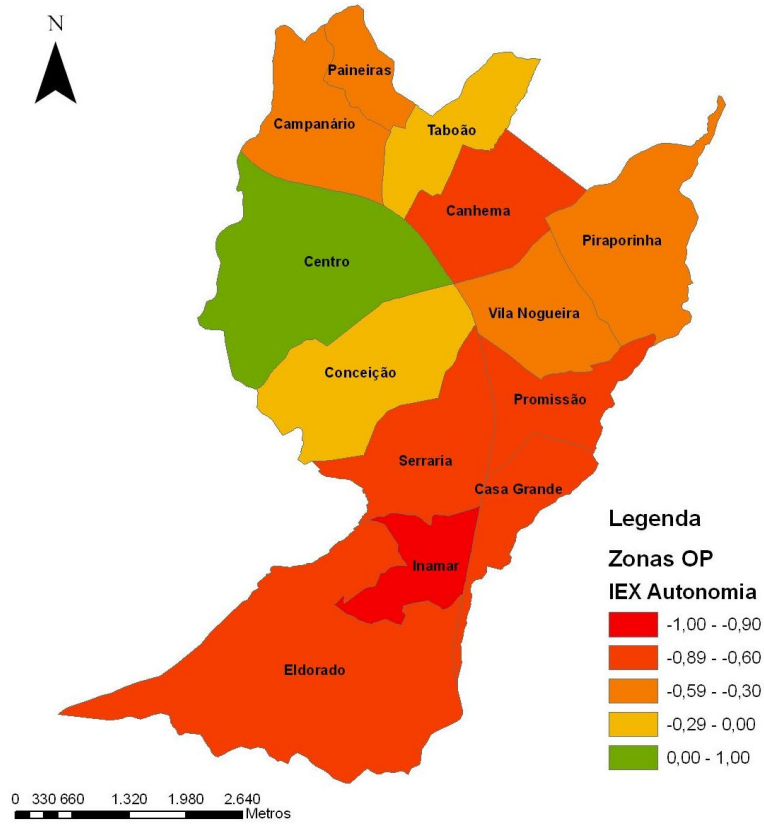 N
Paineiras
Campanário
Taboão
Canhema
Piraporinha
Centro
Vila Nogueira
Conceição
Promissão
Serraria
Casa Grande
Inamar
Eldorado
Legenda
Zonas OP
IEX Autonomia
-1,00 - -0,90
-0,89 - -0,60
-0,59 - -0,30
-0,29 - 0,00
0,00 - 1,00
0 330 660 1.320 1.980 2.640
Metros